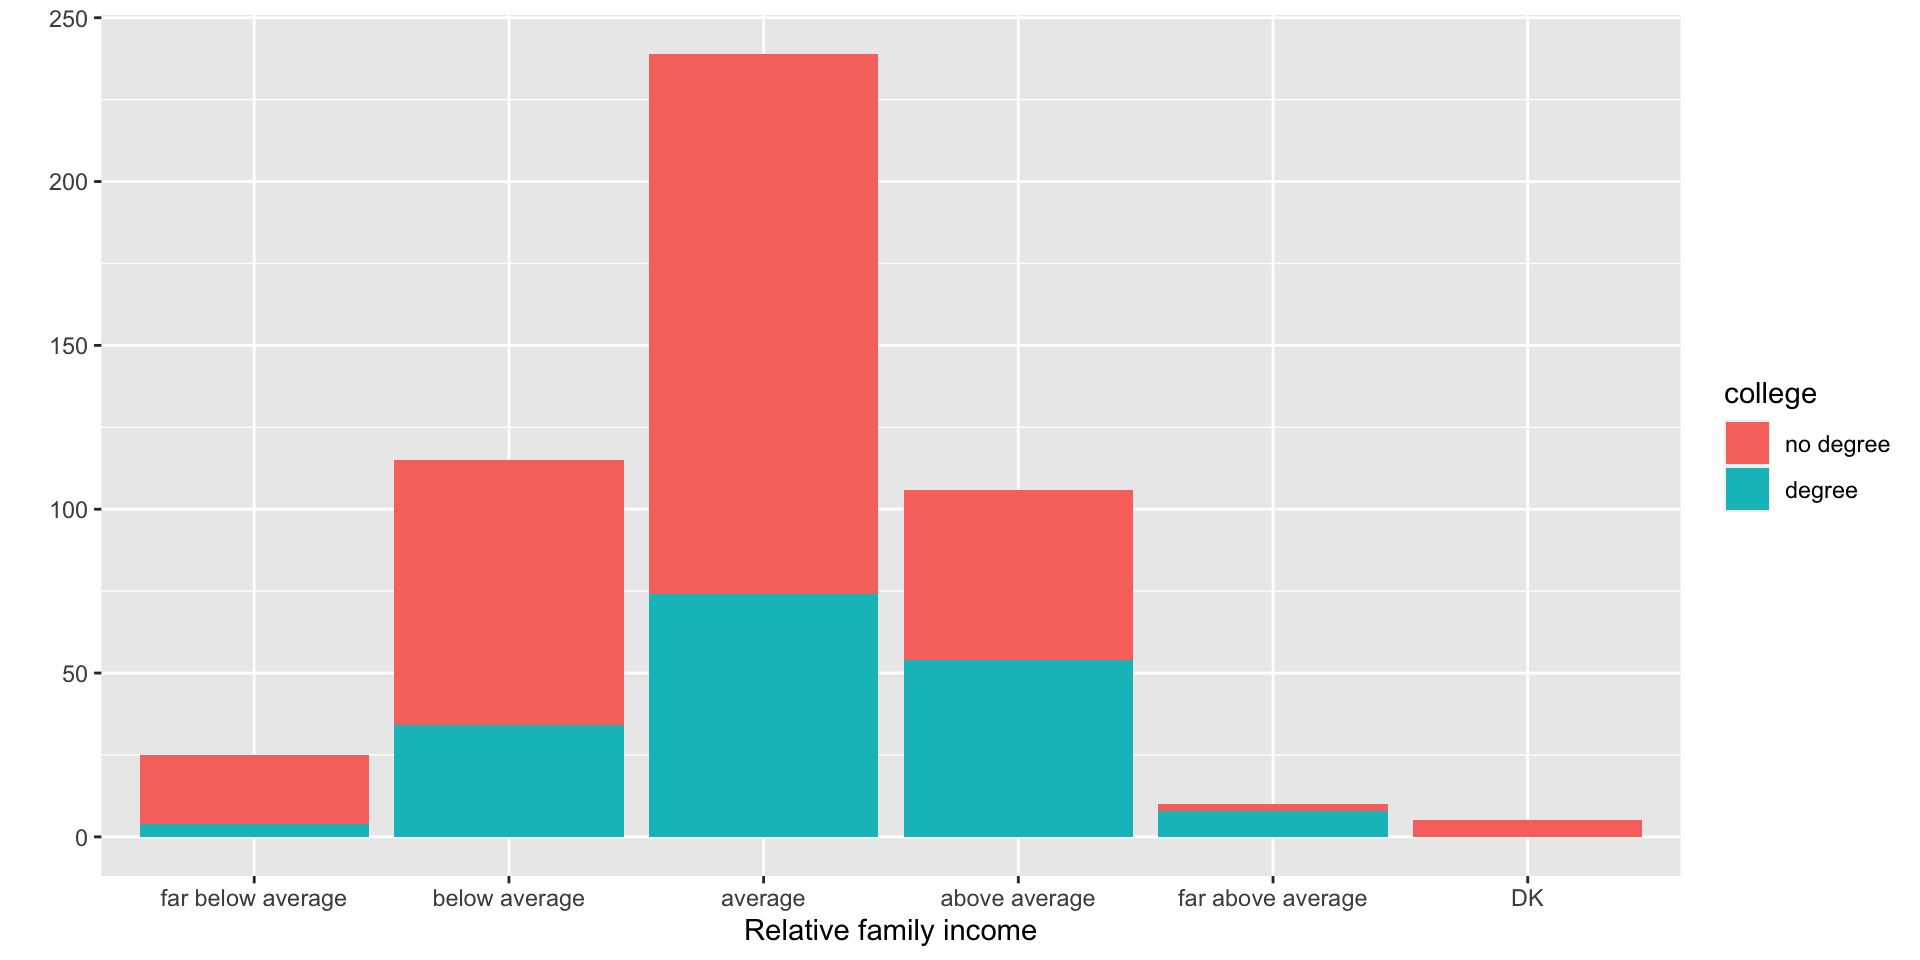 250
200
150
100
50
0
far below average
below average
average
above average
far above average
DK
Relative family income
college
no degree
degree